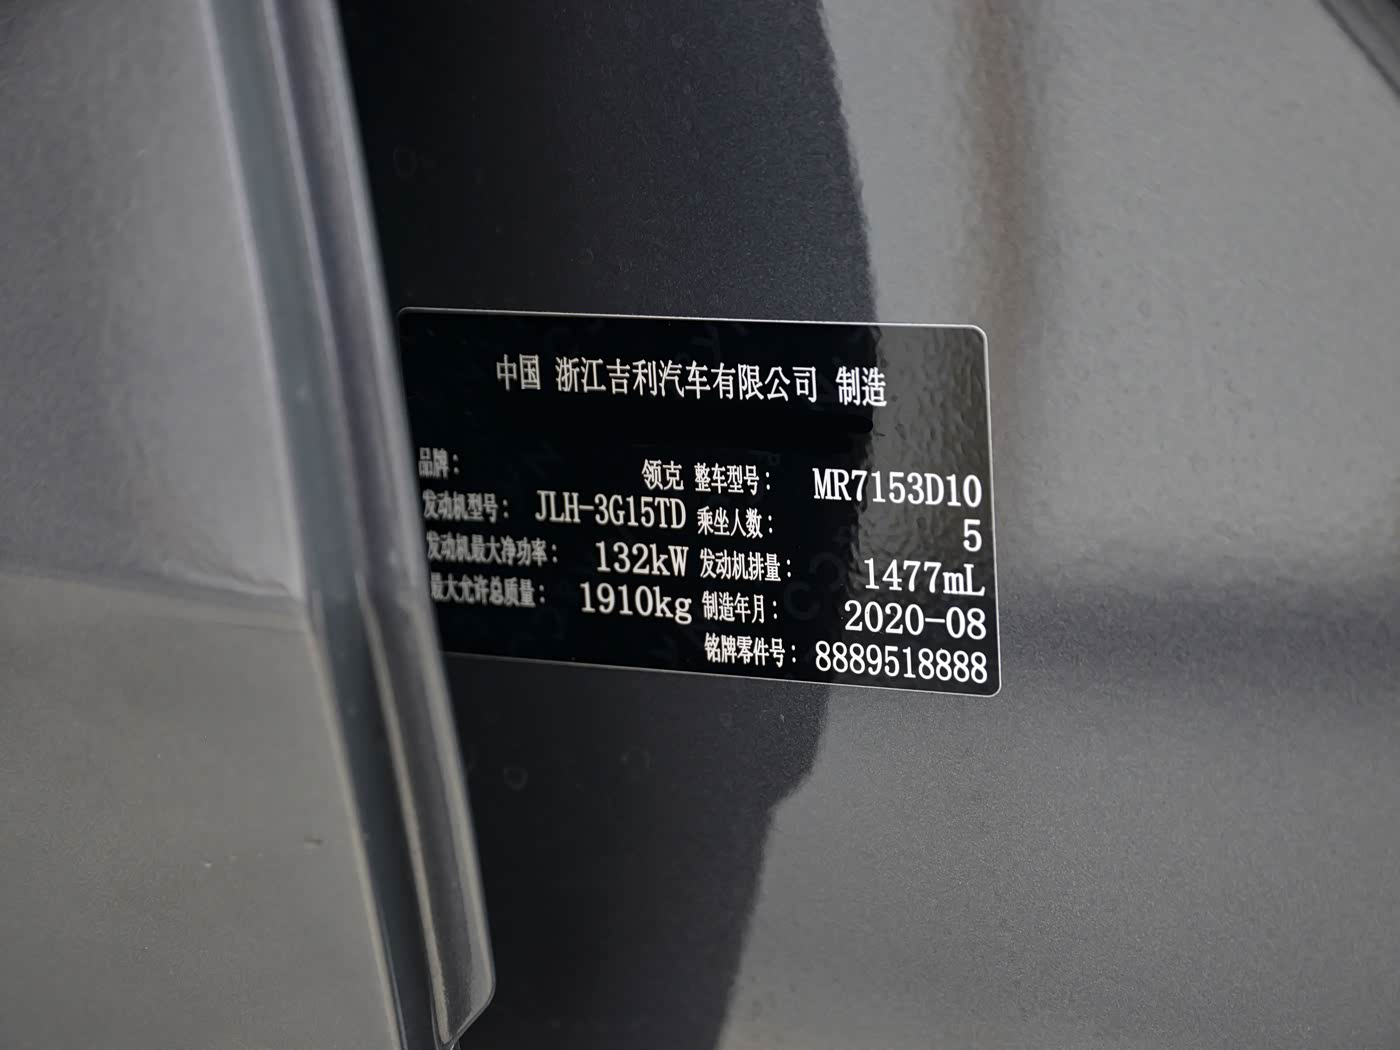 中国 浙江吉利汽车有限公司 制造
品牌： 领克 整车型号： MR7153D10
发动机型号： JLH-3G15TD 乘坐人数： 5
发动机最大净功率： 132kW 发动机排量： 1477mL
最大允许总质量： 1910kg 制造年月： 2020-08
铭牌零件号： 8889518888